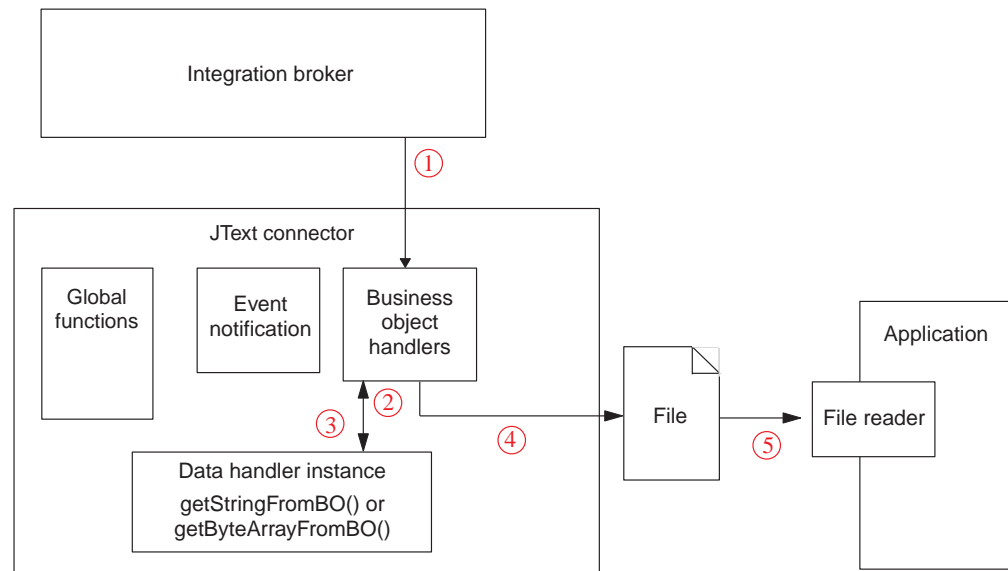 Integration broker
①
JText connector
Global
functions
Event
notification
Business
object
handlers
②
③
Data handler instance
getStringFromBO() or
getByteArrayFromBO()
④
File
⑤
Application
File reader